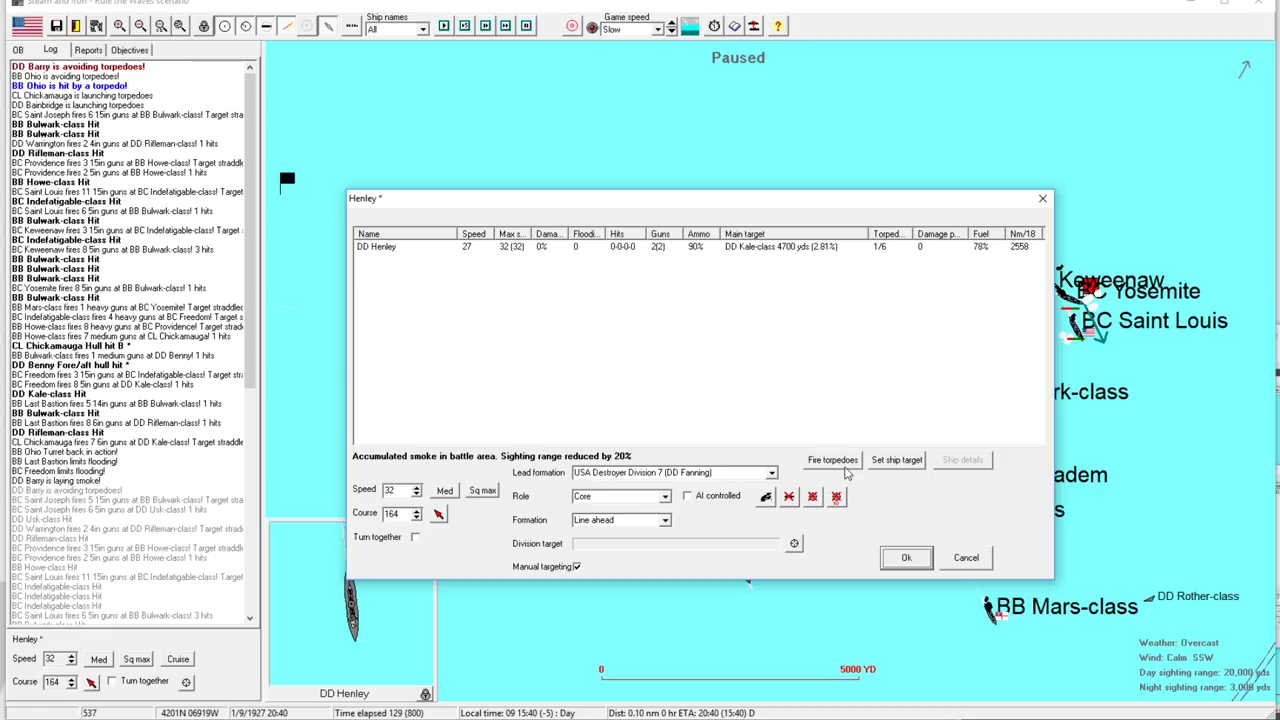 Steam and Iron - Rule the Waves scenario
Ship names
All
Game speed
Slow
OB
Log
Reports
Objectives
Paused
DD Barry is avoiding torpedoes!
BB Ohio is avoiding torpedoes!
BB Ohio is hit by a torpedo!
CL Chickamauga is launching torpedoes
DD Bainbridge is launching torpedoes
BC Saint Joseph fires 6 15in guns at BB Bulwark-class! Target straddled
BB Bulwark-class Hit
BB Bulwark-class Hit
DD Warrington fires 2 4in guns at DD Rifleman-class! 1 hits
DD Rifleman-class Hit
BC Providence fires 3 15in guns at BB Howe-class! Target straddled
BC Providence fires 2 5in guns at BB Howe-class! 1 hits
BB Howe-class Hit
BC Saint Louis fires 11 15in guns at BC Indefatigable-class! Target
BC Indefatigable-class Hit
BC Saint Louis fires 6 5in guns at BB Bulwark-class! 1 hits
BB Bulwark-class Hit
BC Keweenaw fires 3 15in guns at BC Indefatigable-class! Target
BC Indefatigable-class Hit
BC Keweenaw fires 8 5in guns at BB Bulwark-class! 3 hits
BB Bulwark-class Hit
BB Bulwark-class Hit
BB Bulwark-class Hit
BC Yosemite fires 8 5in guns at BB Bulwark-class! 1 hits
BB Bulwark-class Hit
BB Mars-class fires 1 heavy guns at BC Yosemite! Target straddled
BC Indefatigable-class fires 4 heavy guns at BC Freedom! Target
BB Howe-class fires 8 heavy guns at BC Providence! Target stradd
BB Howe-class fires 7 medium guns at CL Chickamauga! 1 hits
CL Chickamauga Hull hit B *
BB Bulwark-class fires 1 medium guns at DD Benny! 1 hits
DD Benny Fore/aft hull hit *
BC Freedom fires 3 15in guns at BC Indefatigable-class! Target stra
BC Freedom fires 8 5in guns at DD Kale-class! 1 hits
DD Kale-class Hit
BB Last Bastion fires 5 14in guns at BB Bulwark-class! 1 hits
BB Bulwark-class Hit
BB Last Bastion fires 8 6in guns at DD Rifleman-class! 1 hits
DD Rifleman-class Hit
CL Chickamauga fires 7 6in guns at DD Kale-class! Target straddle
BB Ohio Turret back in action!
BB Last Bastion limits flooding!
BC Freedom limits flooding!
DD Barry is laying smoke!
DD Barry is avoiding torpedoes!
BC Saint Joseph fires 5 15in guns at BB Bulwark-class! Target stra
DD Usk-class Hit
DD Warrington fires 2 4in guns at DD Rifleman-class! 1 hits
DD Rifleman-class Hit
BC Providence fires 3 15in guns at BB Howe-class! Target straddled
BC Providence fires 2 5in guns at BB Howe-class! 1 hits
BB Howe-class Hit
BC Saint Louis fires 11 15in guns at BC Indefatigable-class! Target
BC Indefatigable-class Hit
BC Indefatigable-class Hit
BC Indefatigable-class Hit
BC Saint Louis fires 6 5in guns at BB Bulwark-class! 3 hits
Henley *
Name Speed Max s... Dama... Floodi... Hits Guns Ammo Main target Torped... Damage p... Fuel Nm/18
DD Henley 27 32 (32) 0% 0 0-0-0-0 2(2) 90% DD Kale-class 4700 yds (2.81%) 1/6 0 78% 2558
Accumulated smoke in battle area. Sighting range reduced by 20%
Fire torpedoes
Set ship target
Ship details
Lead formation
USA Destroyer Division 7 (DD Fanning)
Speed 32 Med Sq max
Role Core
AI controlled
Course 164
Formation Line ahead
Turn together
Division target
Manual targeting
Ok
Cancel
Keweenaw
BC Yosemite
BC Saint Louis
rk-class
adem
s
BB Mars-class
DD Rother-class
Weather: Overcast
Wind: Calm SSW
Day sighting range: 20,000 yds
Night sighting range: 3,000 yds
0
5000 YD
Henley *
Speed 32 Med Sq max Cruise
Course 164 Turn together
DD Henley
537
4201N 06919W
1/9/1927 20:40
Time elapsed 129 (800)
Local time: 09 15:40 (-5) : Day
Dist: 0.10 nm 0 hr ETA: 20:40 (15:40) D